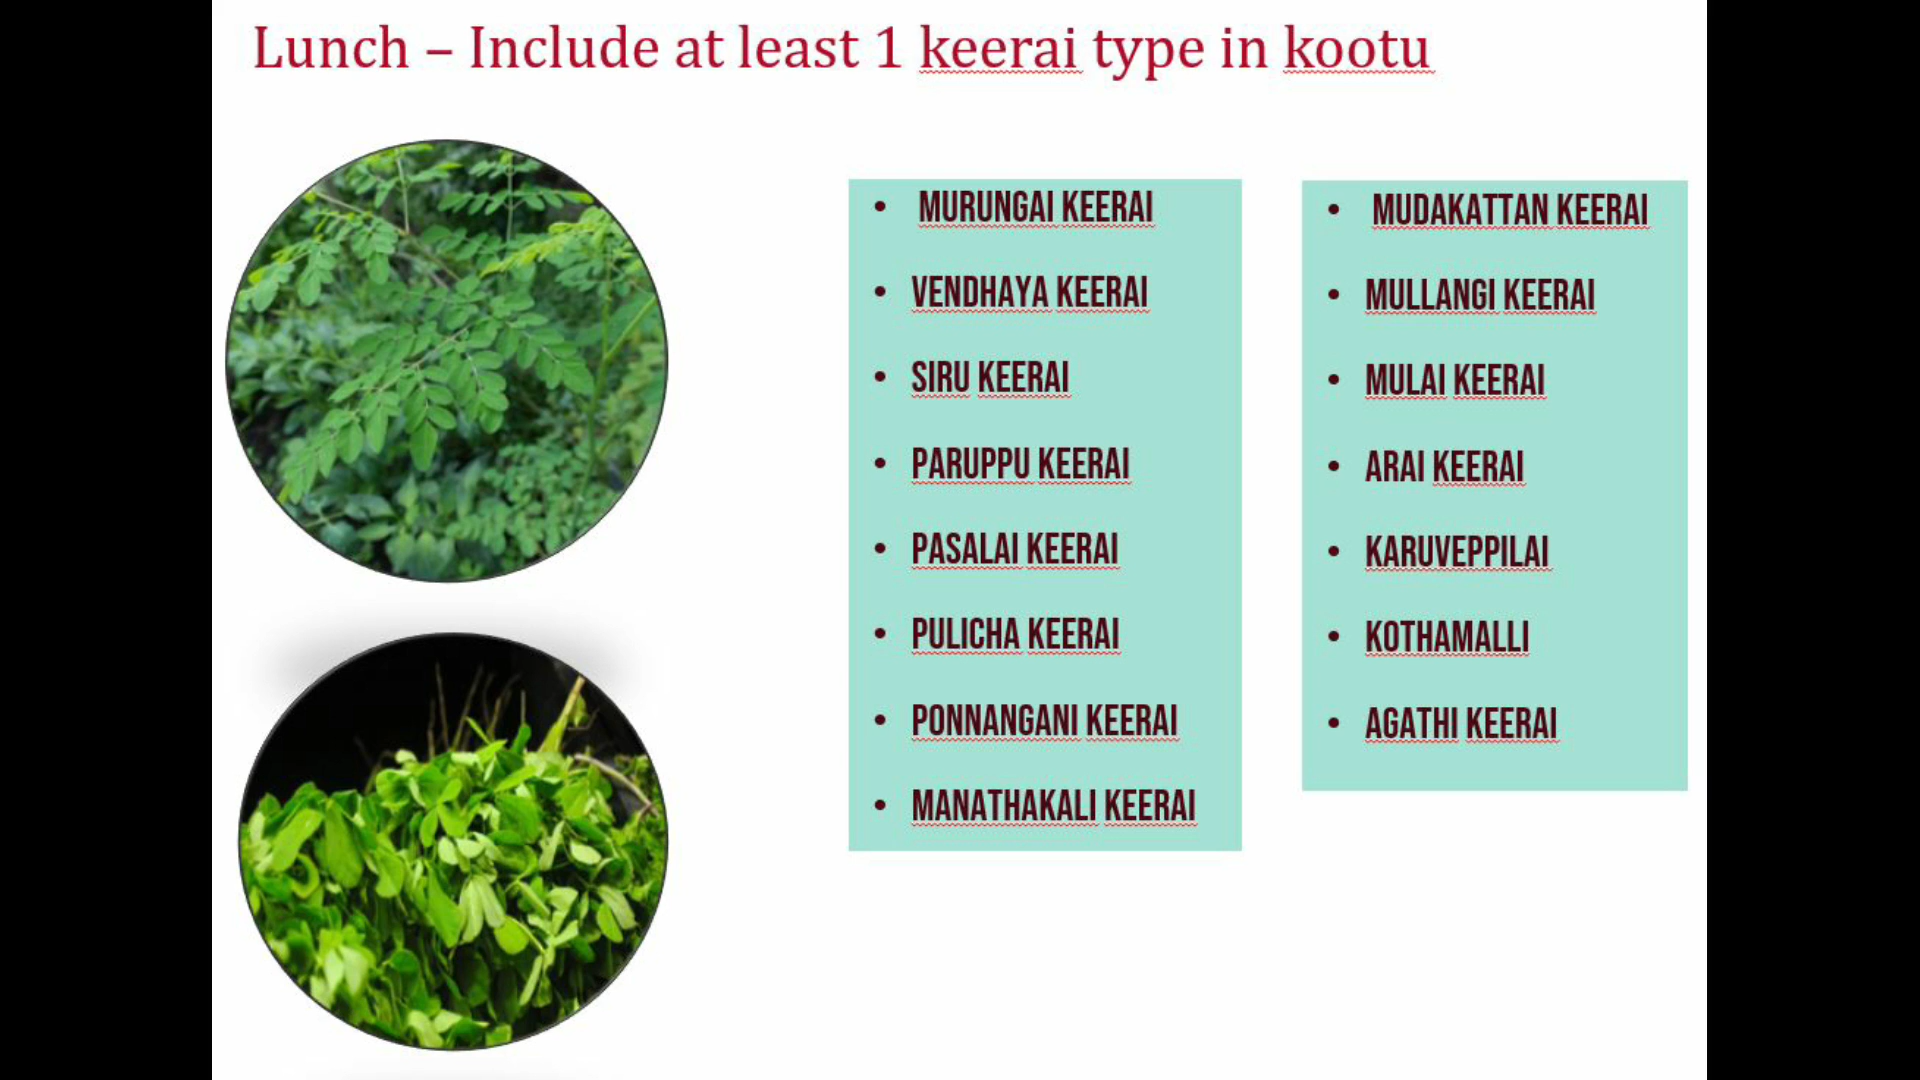 Lunch – Include at least 1 keerai type in kootu
• MURUNGAI KEERAI
• VENDHAYA KEERAI
• SIRU KEERAI
• PARUPPU KEERAI
• PASALAI KEERAI
• PULICHA KEERAI
• PONNANGANI KEERAI
• MANATHAKALI KEERAI
• MUDAKATTAN KEERAI
• MULLANGI KEERAI
• MULAI KEERAI
• ARAI KEERAI
• KARUVEPPILAI
• KOTHAMALLI
• AGATHI KEERAI